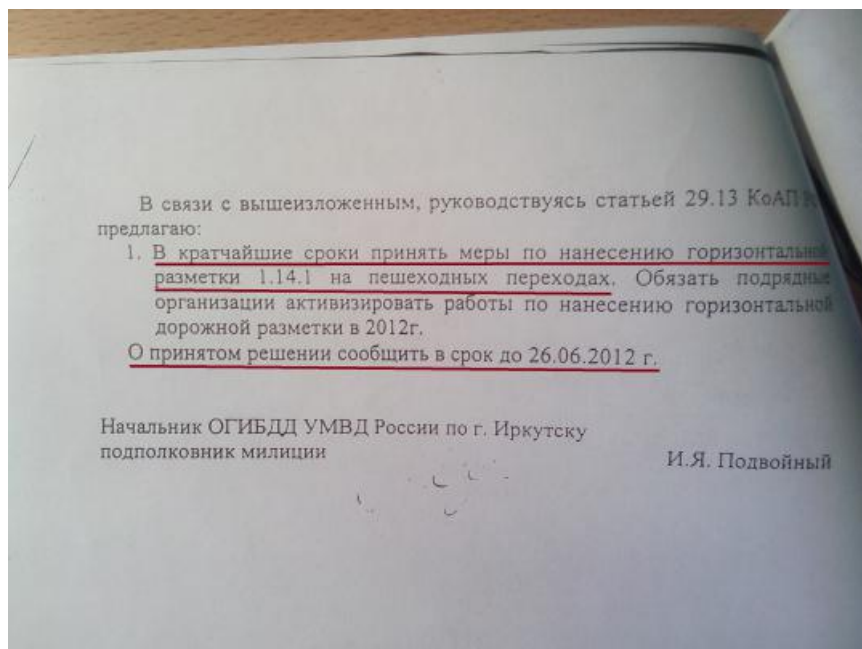 В связи с вышеизложенным, руководствуясь статьей 29.13 КоАП
предлагаю:
1. В кратчайшие сроки принять меры по нанесению горизонтальной
разметки 1.14.1 на пешеходных переходах. Обязать подрядные
организации активизировать работы по нанесению горизонтальной
дорожной разметки в 2012г.
О принятом решении сообщить в срок до 26.06.2012 г.
Начальник ОГИБДД УМВД России по г. Иркутску
подполковник милиции
И.Я. Подвойный